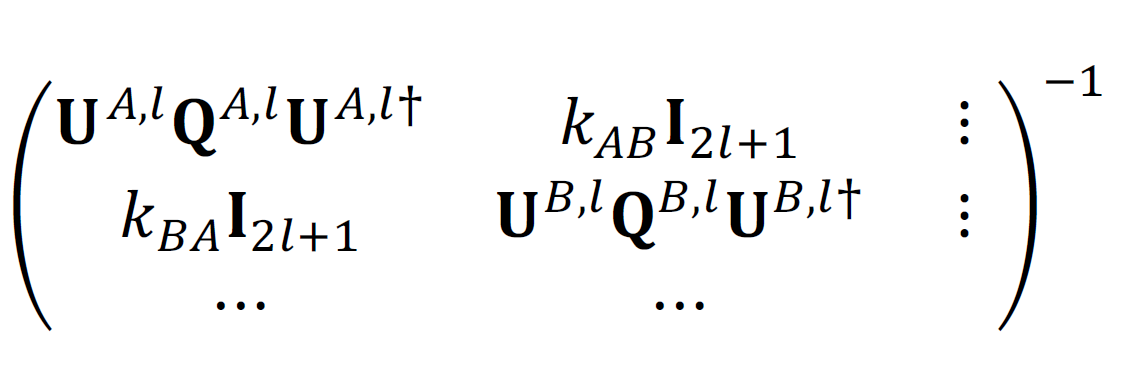 ( U^{A,l} Q^{A,l} U^{A,l†}   k_{AB} I_{2l+1}   ⋮ )^{−1}
k_{BA} I_{2l+1}   U^{B,l} Q^{B,l} U^{B,l†}   ⋮
…   …